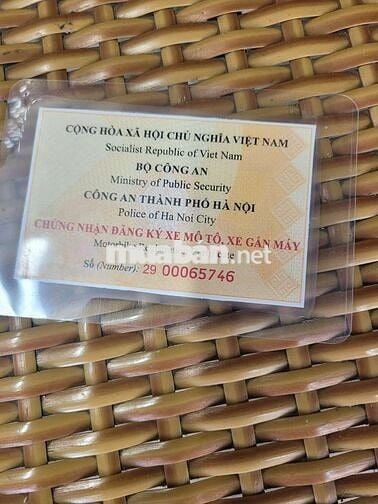 CỘNG HÒA XÃ HỘI CHỦ NGHĨA VIỆT NAM
Socialist Republic of Viet Nam
BỘ CÔNG AN
Ministry of Public Security
CÔNG AN THÀNH PHỐ HÀ NỘI
Police of Ha Noi City
CHỨNG NHẬN ĐĂNG KÝ XE MÔ TÔ, XE GẮN MÁY
Motorbike
muaban.net
Số (Number): 29 00065746